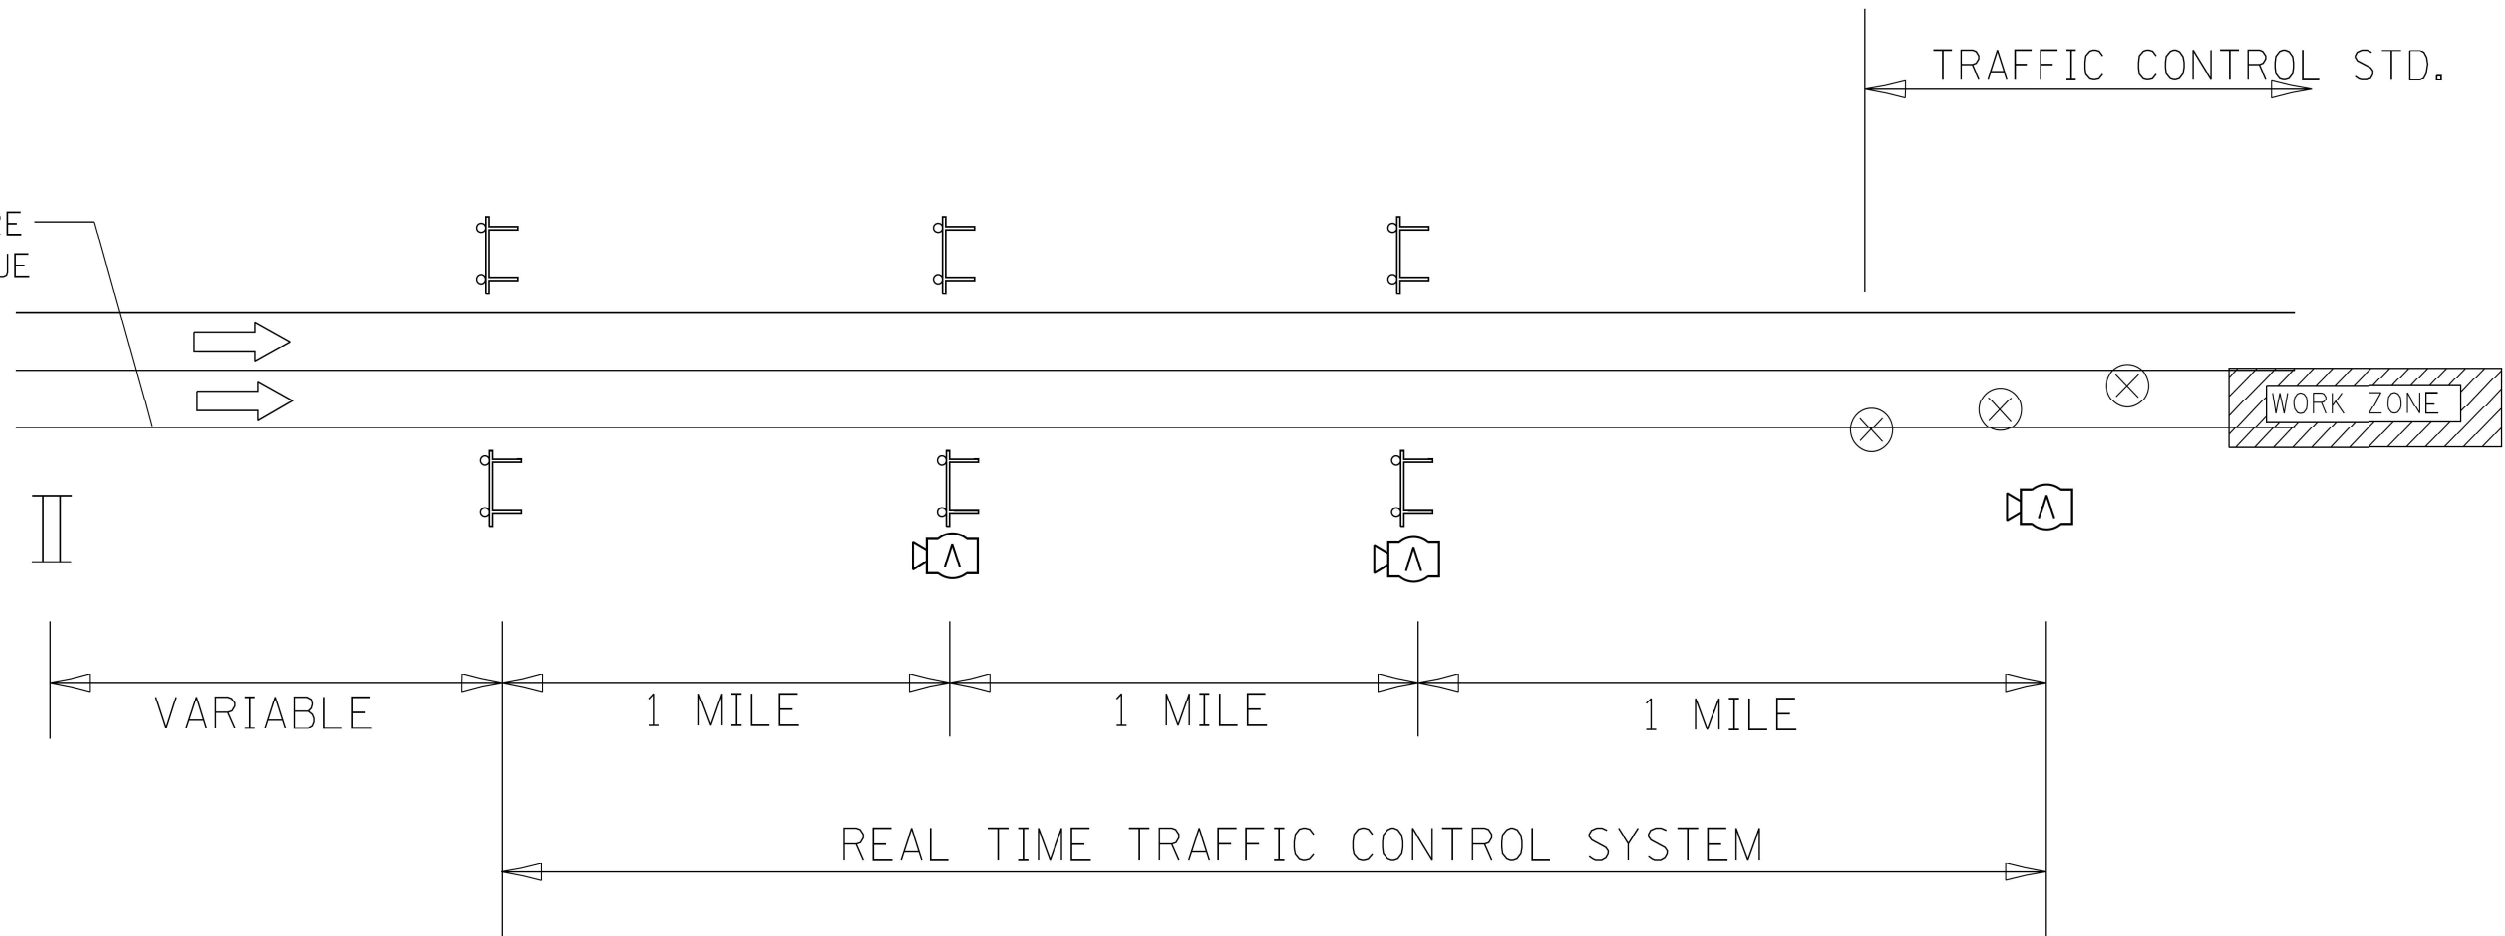 TRAFFIC CONTROL STD.
WORK ZONE
VARIABLE
1 MILE
1 MILE
1 MILE
REAL TIME TRAFFIC CONTROL SYSTEM